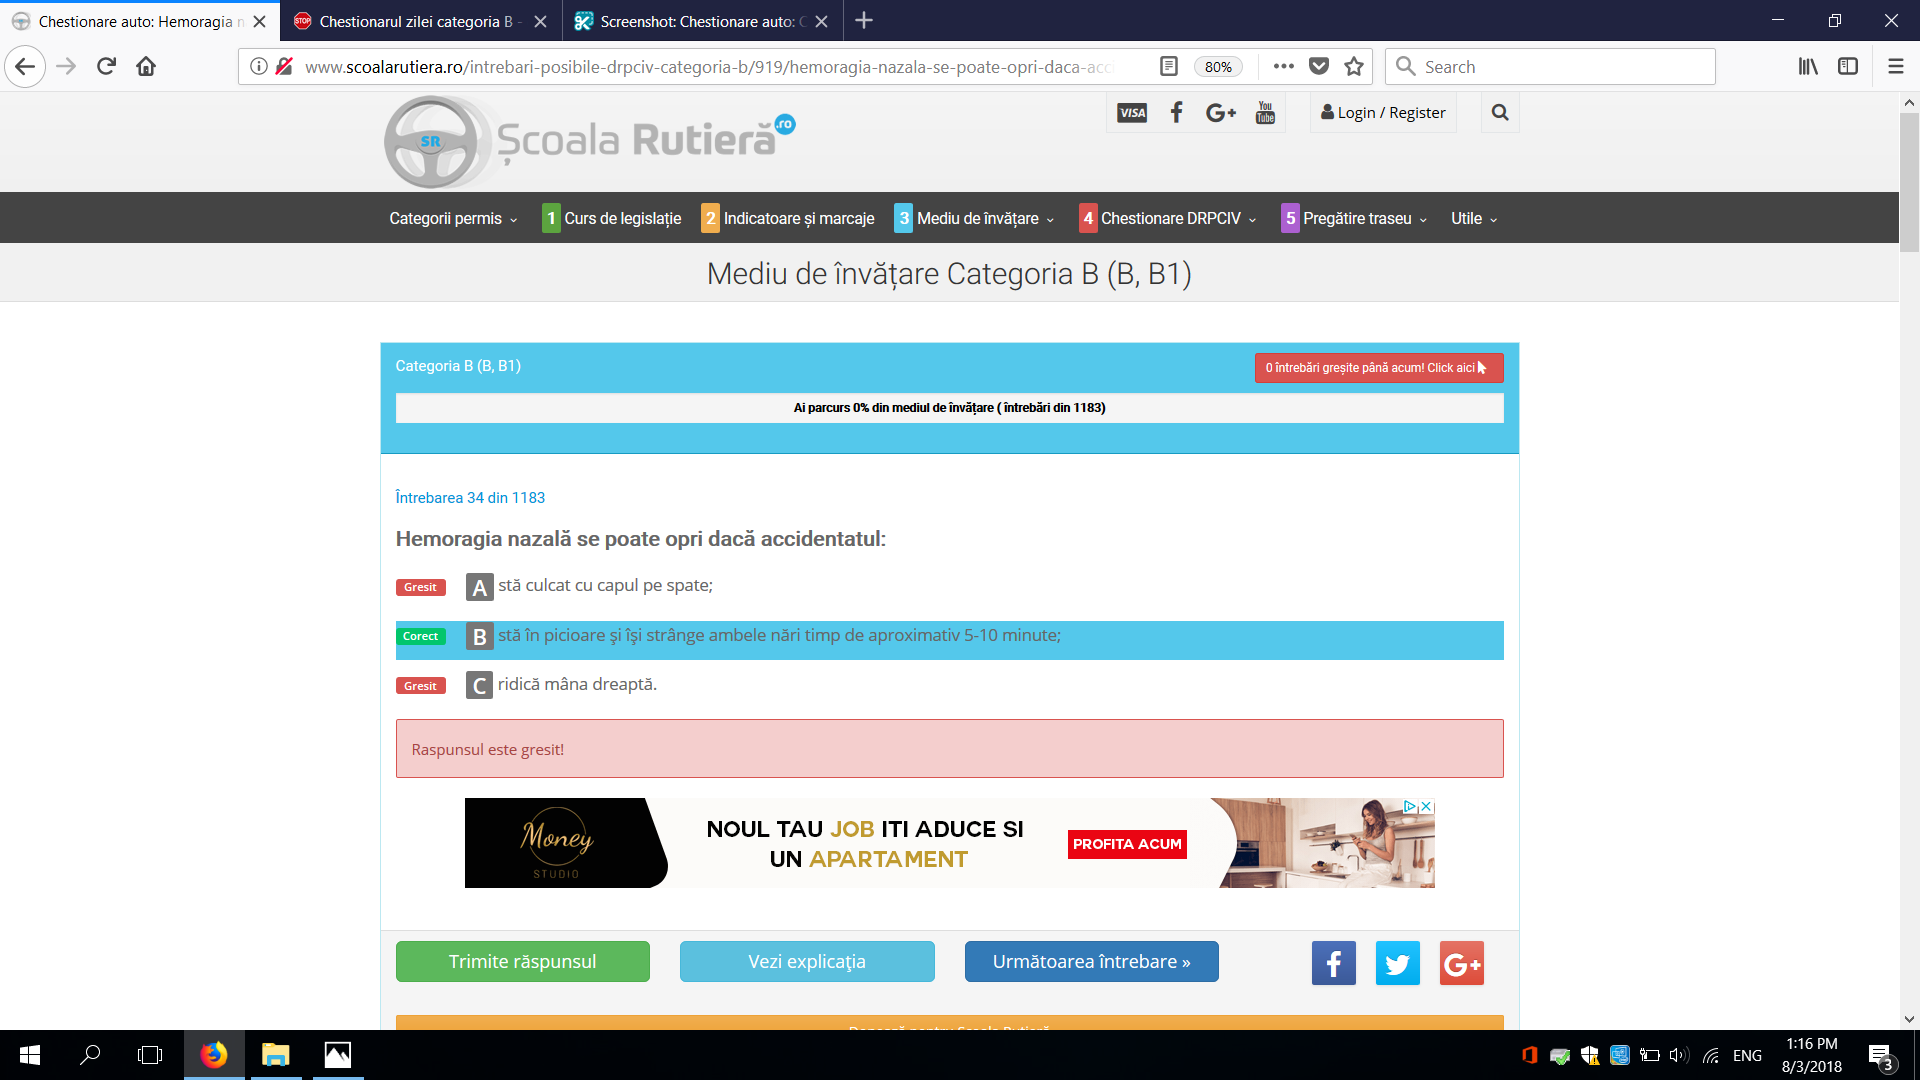 Chestionare auto: Hemoragia n
Chestionarul zilei categoria B -
Screenshot: Chestionare auto: C
www.scoalarutiera.ro/intrebari-posibile-drpciv-categoria-b/919/hemoragia-nazala-se-poate-opri-daca-acci
80%
Search
SR
Școala Rutieră.ro
VISA
You Tube
Login / Register
Categorii permis
1 Curs de legislație
2 Indicatoare și marcaje
3 Mediu de învățare
4 Chestionare DRPCIV
5 Pregătire traseu
Utile
Mediu de învățare Categoria B (B, B1)
Categoria B (B, B1)
0 întrebări greșite până acum! Click aici
Ai parcurs 0% din mediul de învățare ( întrebări din 1183)
Întrebarea 34 din 1183
Hemoragia nazală se poate opri dacă accidentatul:
Gresit A stă culcat cu capul pe spate;
Corect B stă în picioare şi îşi strânge ambele nări timp de aproximativ 5-10 minute;
Gresit C ridică mâna dreaptă.
Raspunsul este gresit!
Money
STUDIO
NOUL TAU JOB ITI ADUCE SI
UN APARTAMENT
PROFITA ACUM
Trimite răspunsul
Vezi explicaţia
Următoarea întrebare »
ENG
1:16 PM
8/3/2018
3